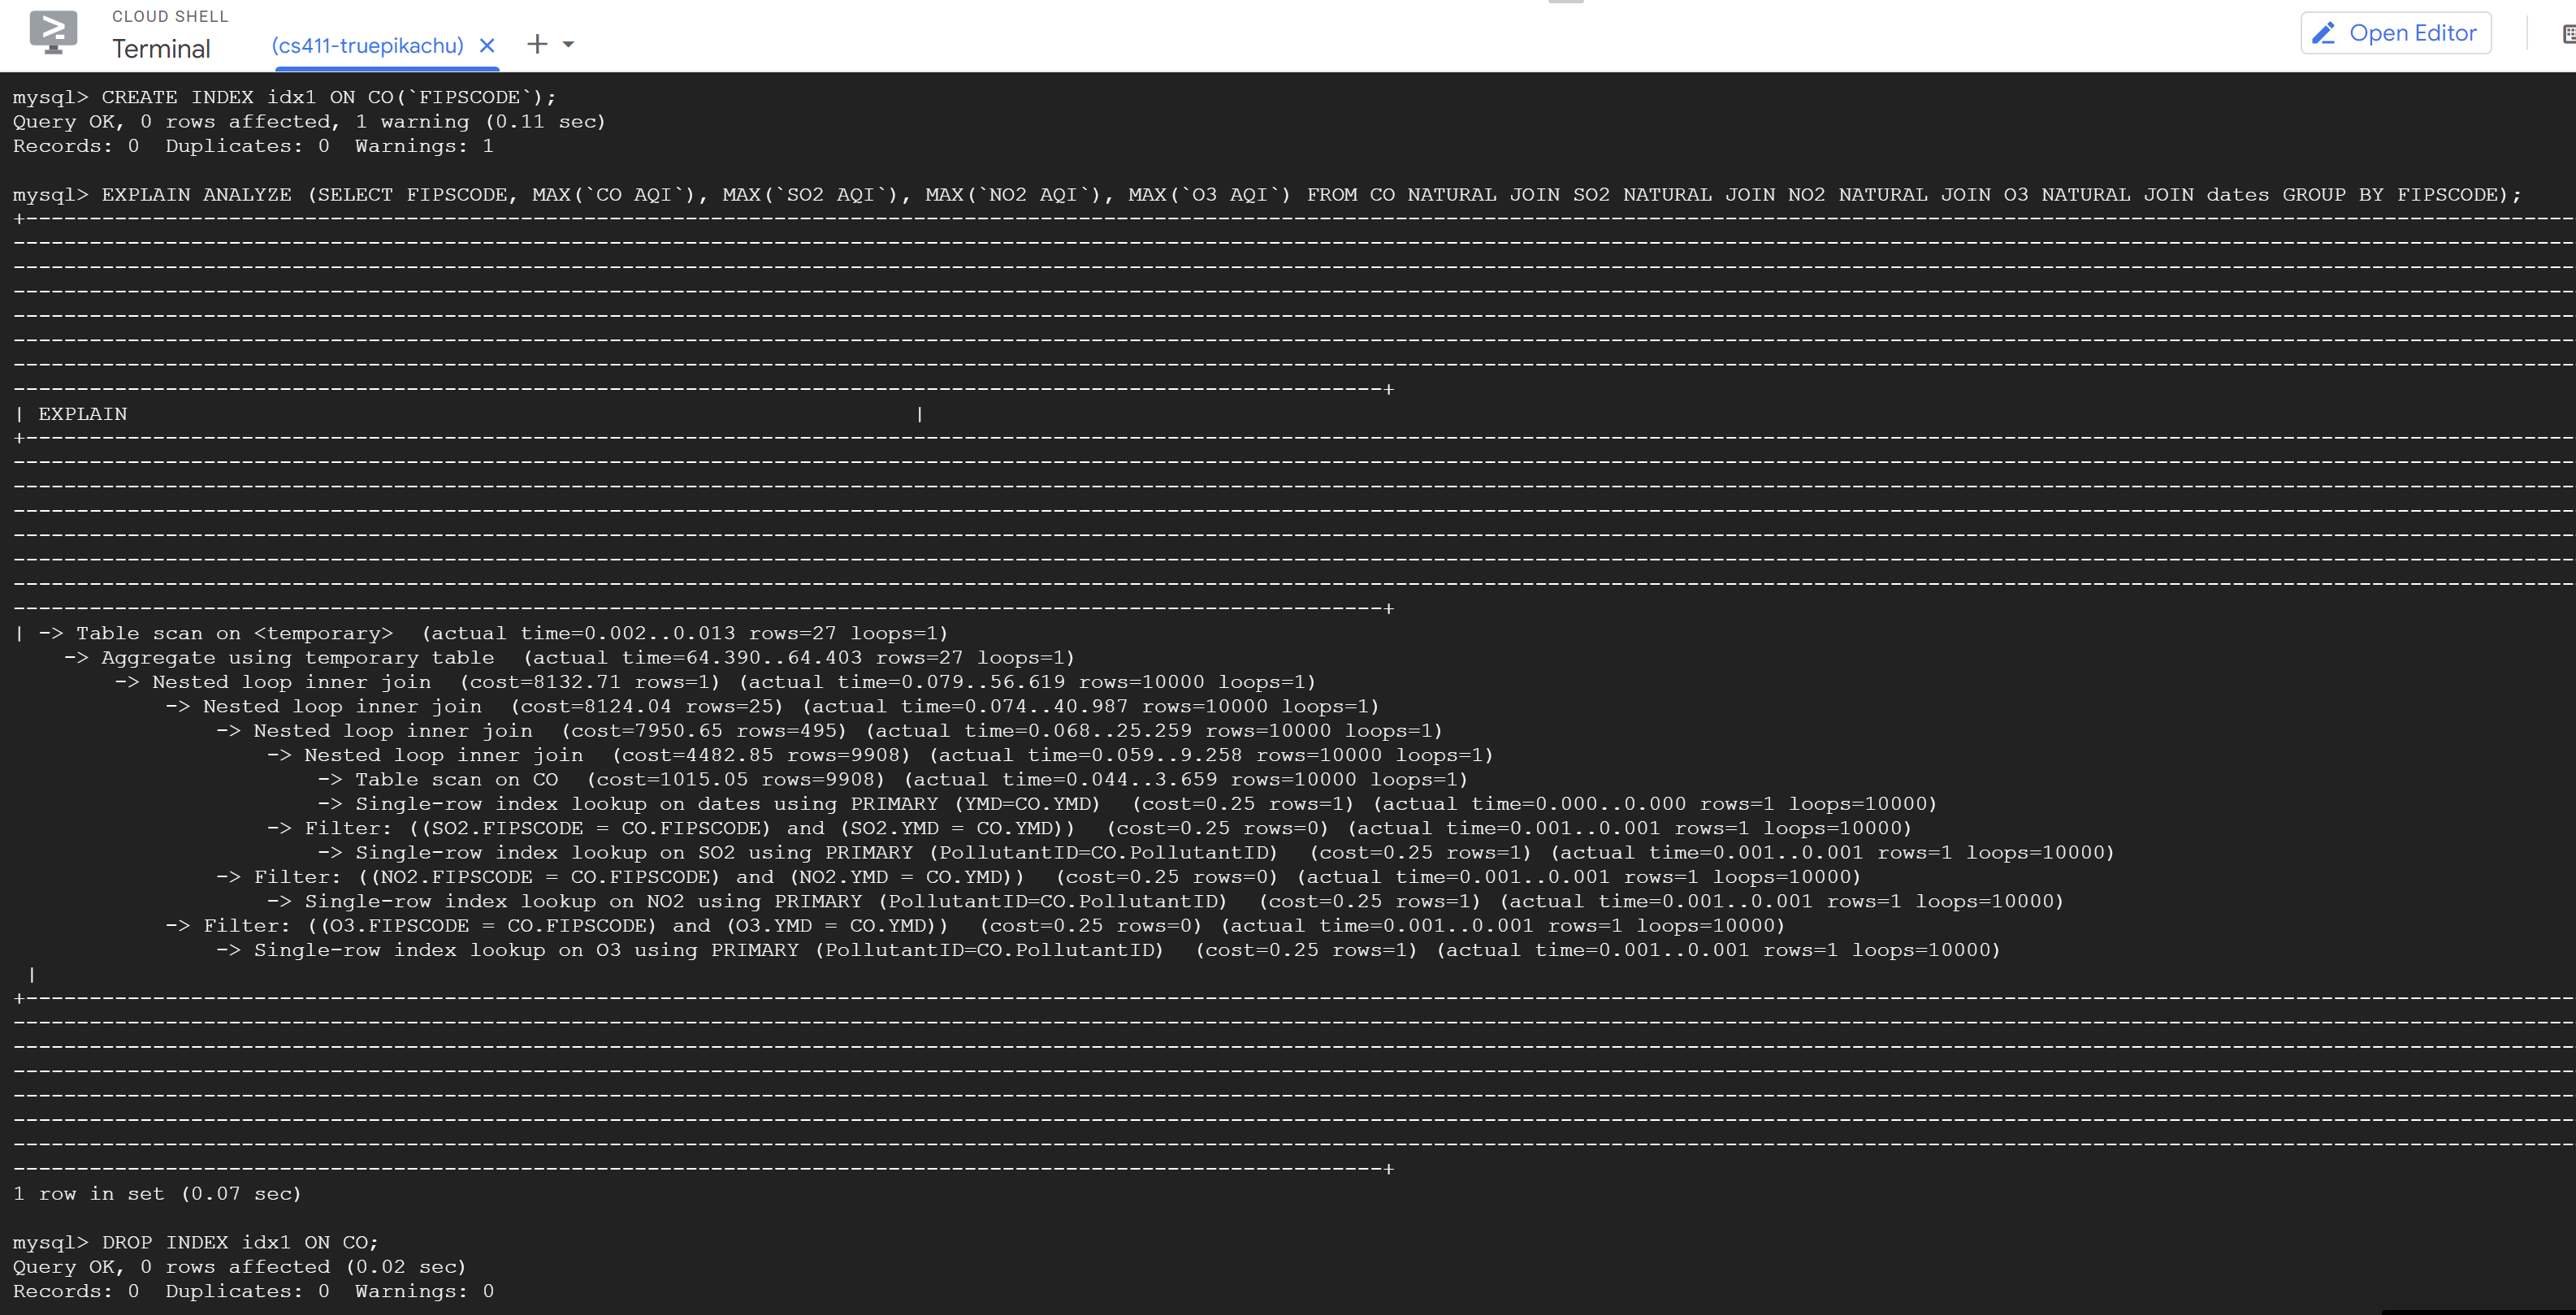 CLOUD SHELL
Terminal
(cs411-truepikachu)
Open Editor
mysql> CREATE INDEX idx1 ON CO(`FIPSCODE`);
Query OK, 0 rows affected, 1 warning (0.11 sec)
Records: 0  Duplicates: 0  Warnings: 1
mysql> EXPLAIN ANALYZE (SELECT FIPSCODE, MAX(`CO AQI`), MAX(`SO2 AQI`), MAX(`NO2 AQI`), MAX(`O3 AQI`) FROM CO NATURAL JOIN SO2 NATURAL JOIN NO2 NATURAL JOIN O3 NATURAL JOIN dates GROUP BY FIPSCODE);
| EXPLAIN |
| -> Table scan on <temporary>  (actual time=0.002..0.013 rows=27 loops=1)
-> Aggregate using temporary table  (actual time=64.390..64.403 rows=27 loops=1)
-> Nested loop inner join  (cost=8132.71 rows=1) (actual time=0.079..56.619 rows=10000 loops=1)
-> Nested loop inner join  (cost=8124.04 rows=25) (actual time=0.074..40.987 rows=10000 loops=1)
-> Nested loop inner join  (cost=7950.65 rows=495) (actual time=0.068..25.259 rows=10000 loops=1)
-> Nested loop inner join  (cost=4482.85 rows=9908) (actual time=0.059..9.258 rows=10000 loops=1)
-> Table scan on CO  (cost=1015.05 rows=9908) (actual time=0.044..3.659 rows=10000 loops=1)
-> Single-row index lookup on dates using PRIMARY (YMD=CO.YMD)  (cost=0.25 rows=1) (actual time=0.000..0.000 rows=1 loops=10000)
-> Filter: ((SO2.FIPSCODE = CO.FIPSCODE) and (SO2.YMD = CO.YMD))  (cost=0.25 rows=0) (actual time=0.001..0.001 rows=1 loops=10000)
-> Single-row index lookup on SO2 using PRIMARY (PollutantID=CO.PollutantID)  (cost=0.25 rows=1) (actual time=0.001..0.001 rows=1 loops=10000)
-> Filter: ((NO2.FIPSCODE = CO.FIPSCODE) and (NO2.YMD = CO.YMD))  (cost=0.25 rows=0) (actual time=0.001..0.001 rows=1 loops=10000)
-> Single-row index lookup on NO2 using PRIMARY (PollutantID=CO.PollutantID)  (cost=0.25 rows=1) (actual time=0.001..0.001 rows=1 loops=10000)
-> Filter: ((O3.FIPSCODE = CO.FIPSCODE) and (O3.YMD = CO.YMD))  (cost=0.25 rows=0) (actual time=0.001..0.001 rows=1 loops=10000)
-> Single-row index lookup on O3 using PRIMARY (PollutantID=CO.PollutantID)  (cost=0.25 rows=1) (actual time=0.001..0.001 rows=1 loops=10000)
|
1 row in set (0.07 sec)
mysql> DROP INDEX idx1 ON CO;
Query OK, 0 rows affected (0.02 sec)
Records: 0  Duplicates: 0  Warnings: 0